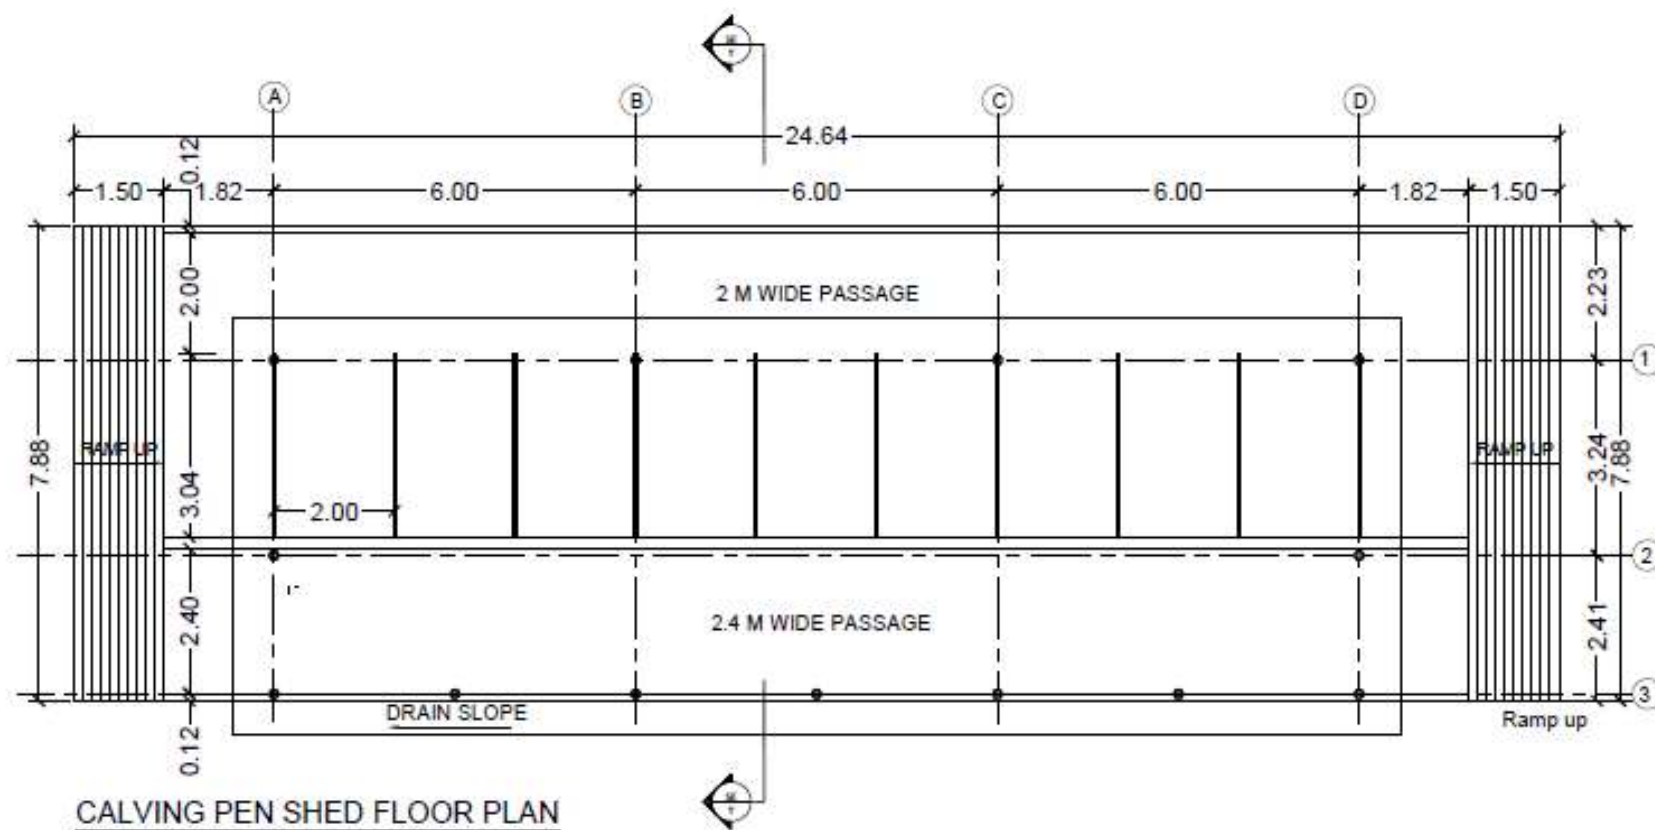 A
B
C
D
24.64
0.12
1.50
1.82
6.00
6.00
6.00
1.82
1.50
2.00
2 M WIDE PASSAGE
2.23
1
RAMP UP
RAMP UP
7.88
3.04
3.24
7.88
2.00
2
2.40
2.4 M WIDE PASSAGE
2.41
3
DRAIN SLOPE
Ramp up
0.12
CALVING PEN SHED FLOOR PLAN